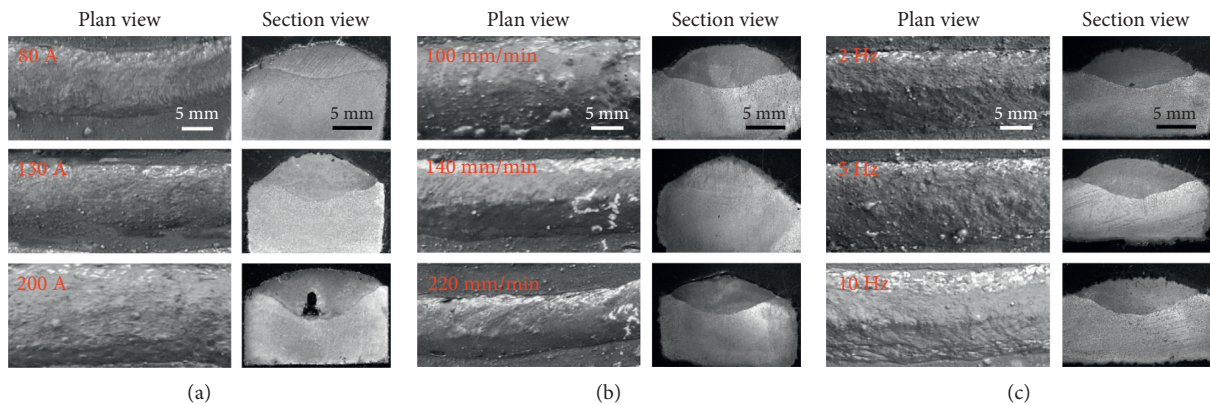 Plan view Section view Plan view Section view Plan view Section view
80 A 100 mm/min 2 Hz
5 mm 5 mm 5 mm 5 mm 5 mm 5 mm
130 A 140 mm/min 5 Hz
200 A 220 mm/min 10 Hz
(a) (b) (c)